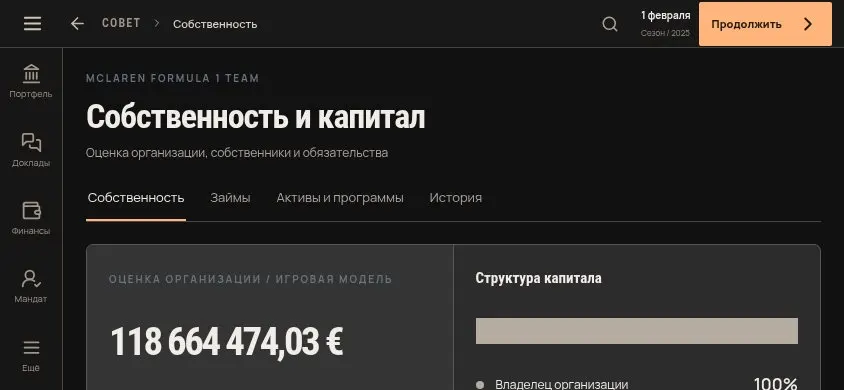 СОВЕТ > Собственность
1 февраля
Сезон / 2025
Продолжить
Портфель
Доклады
Финансы
Мандат
Ещё
MCLAREN FORMULA 1 TEAM
Собственность и капитал
Оценка организации, собственники и обязательства
Собственность Займы Активы и программы История
ОЦЕНКА ОРГАНИЗАЦИИ / ИГРОВАЯ МОДЕЛЬ
118 664 474,03 €
Структура капитала
Владелец организации 100%